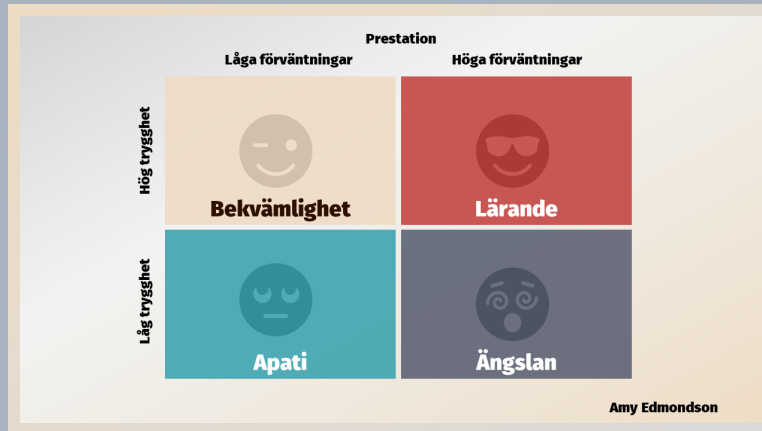 Prestation
Låga förväntningar
Höga förväntningar
Hög trygghet
Bekvämlighet
Lärande
Låg trygghet
Apati
Ängslan
Amy Edmondson